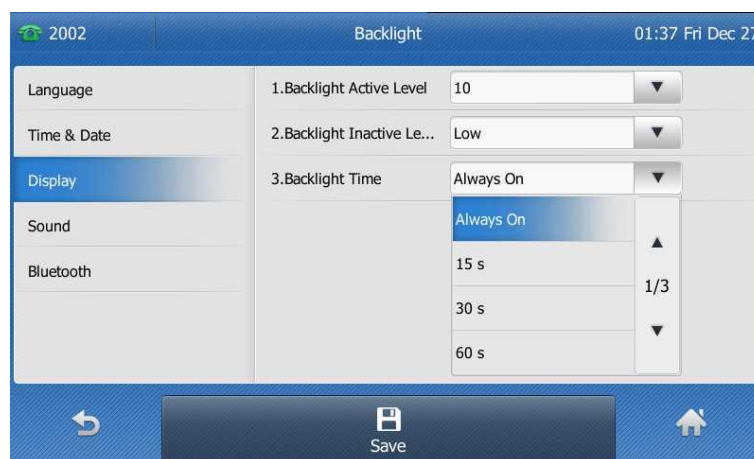 2002 Backlight 01:37 Fri Dec 27
Language
Time & Date
Display
Sound
Bluetooth
1.Backlight Active Level 10
2.Backlight Inactive Le... Low
3.Backlight Time Always On
Always On
15 s
30 s
60 s
1/3
Save